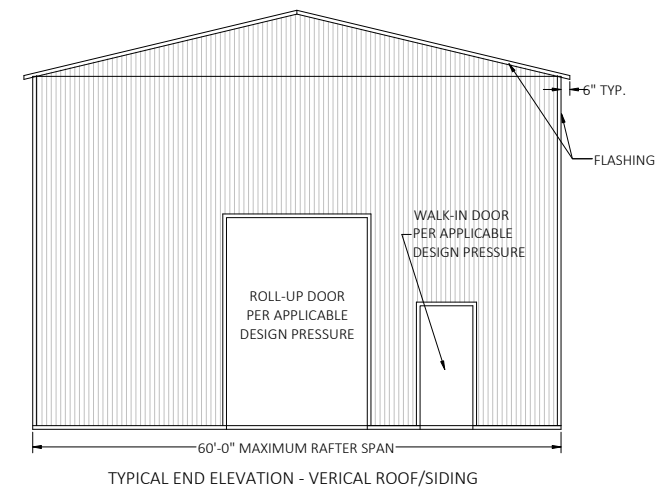 6" TYP.
FLASHING
WALK-IN DOOR
PER APPLICABLE
DESIGN PRESSURE
ROLL-UP DOOR
PER APPLICABLE
DESIGN PRESSURE
60'-0" MAXIMUM RAFTER SPAN
TYPICAL END ELEVATION - VERICAL ROOF/SIDING